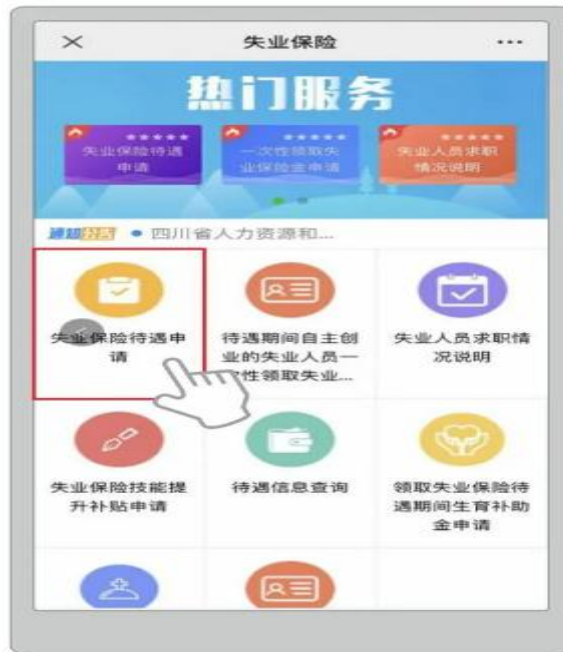 失业保险
热门服务
失业保险待遇
申请
一次性领取失
业保险金申请
失业人员求职
情况说明
通知公告
四川省人力资源和...
失业保险待遇申
请
待遇期间自主创
业的失业人员一
次性领取失业...
失业人员求职情
况说明
失业保险技能提
升补贴申请
待遇信息查询
领取失业保险待
遇期间生育补助
金申请